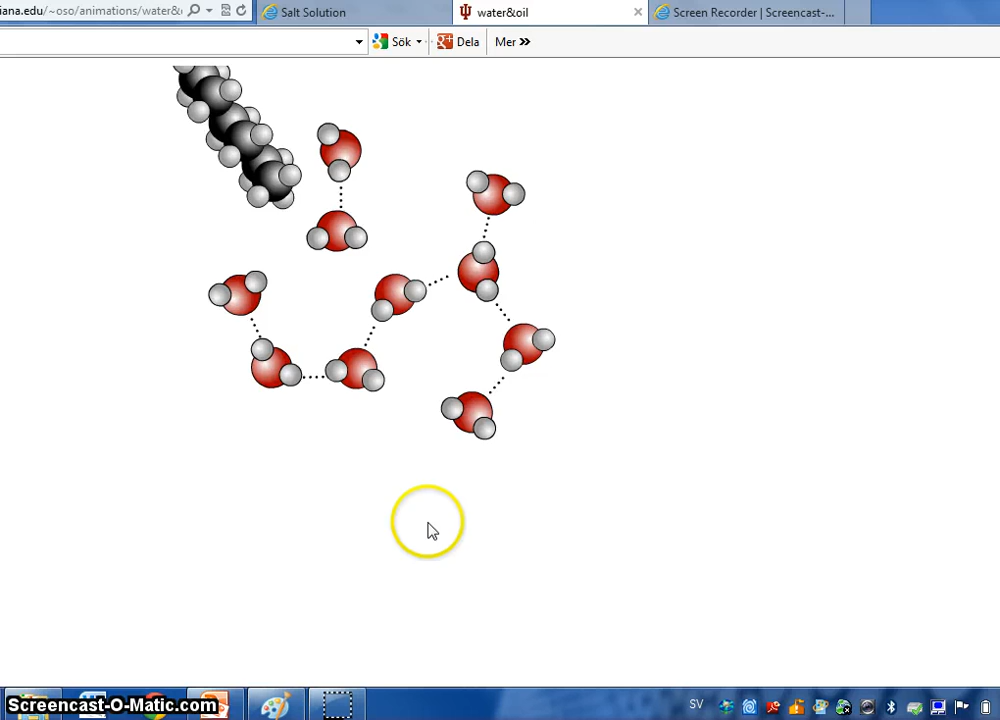 iana.edu/~oso/animations/water&
Salt Solution
water&oil
Screen Recorder | Screencast-...
Sök
Dela
Mer »
Screencast-O-Matic.com
SV